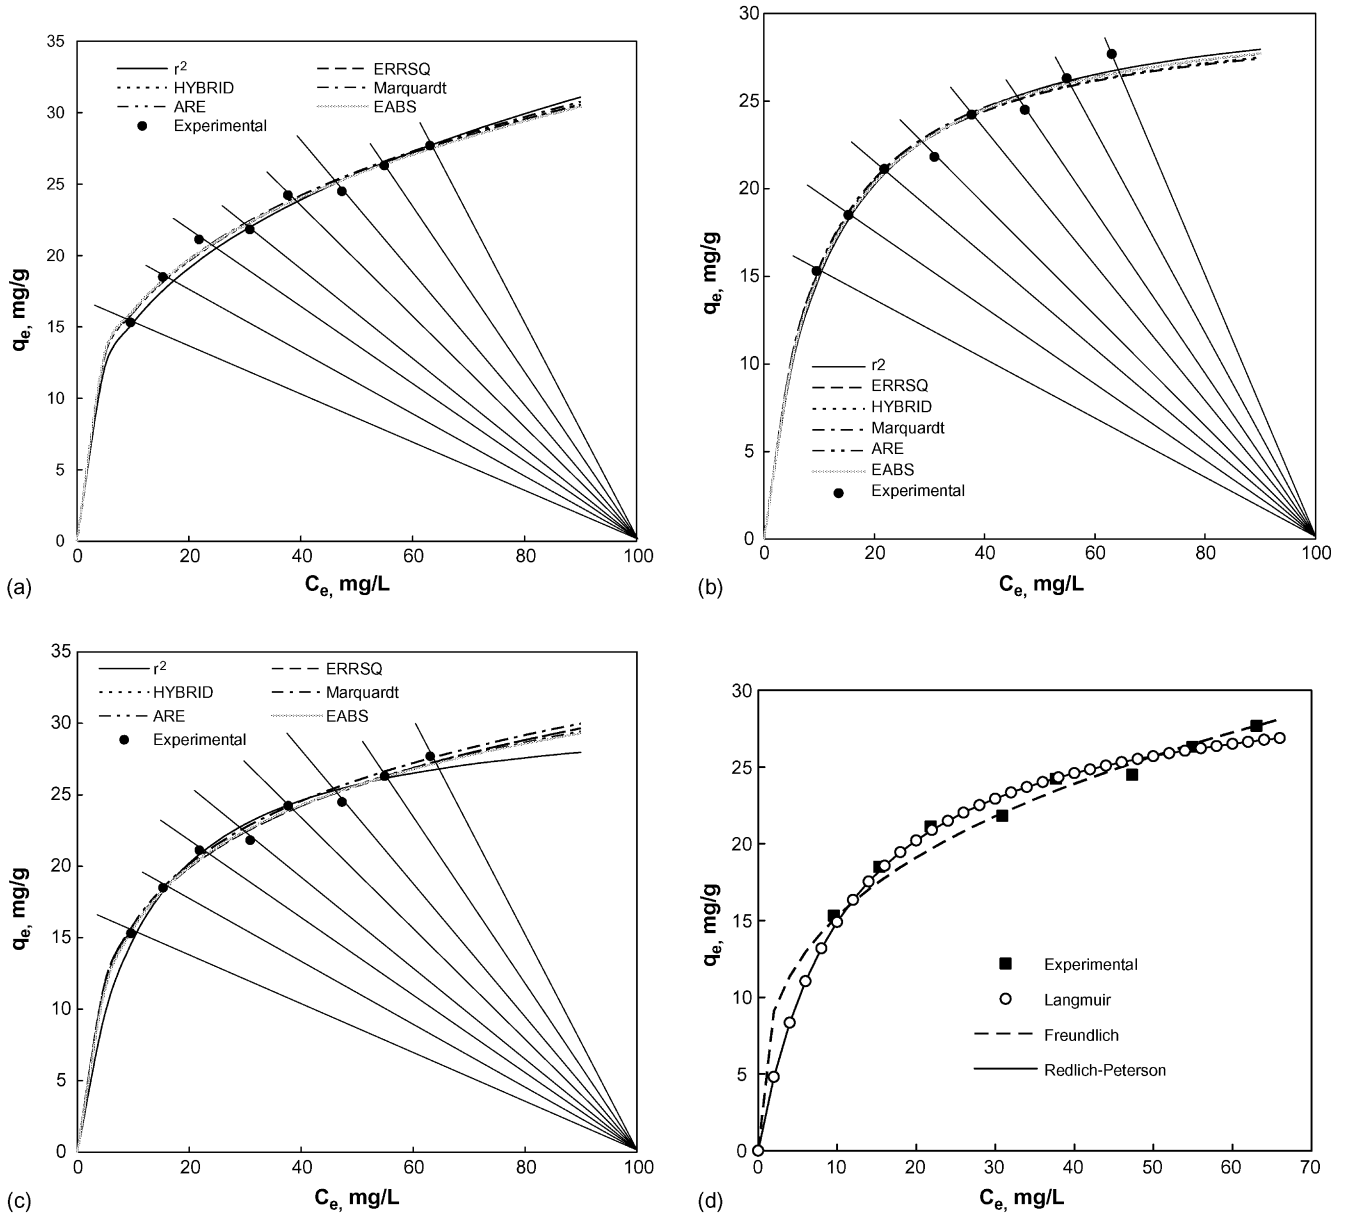 35
30
25
20
15
10
5
0
r2 ERRSQ
HYBRID Marquardt
ARE EABS
Experimental
qe, mg/g
0 20 40 60 80 100
Ce, mg/L
(a)
30
25
20
15
10
5
0
qe, mg/g
r2
ERRSQ
HYBRID
Marquardt
ARE
EABS
Experimental
0 20 40 60 80 100
Ce, mg/L
(b)
35
30
25
20
15
10
5
0
r2 ERRSQ
HYBRID Marquardt
ARE EABS
Experimental
qe, mg/g
0 20 40 60 80 100
Ce, mg/L
(c)
30
25
20
15
10
5
0
qe, mg/g
Experimental
Langmuir
Freundlich
Redlich-Peterson
0 10 20 30 40 50 60 70
Ce, mg/L
(d)